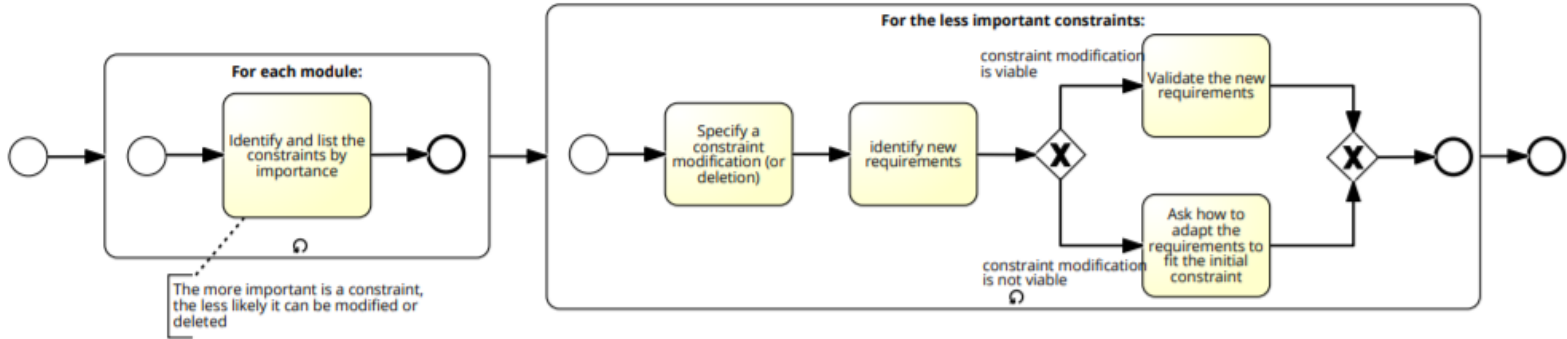 For each module:
Identify and list the
constraints by
importance
The more important is a constraint,
the less likely it can be modified or
deleted
For the less important constraints:
Specify a
constraint
modification (or
deletion)
identify new
requirements
constraint modification
is viable
Validate the new
requirements
constraint modification
is not viable
Ask how to
adapt the
requirements to
fit the initial
constraint